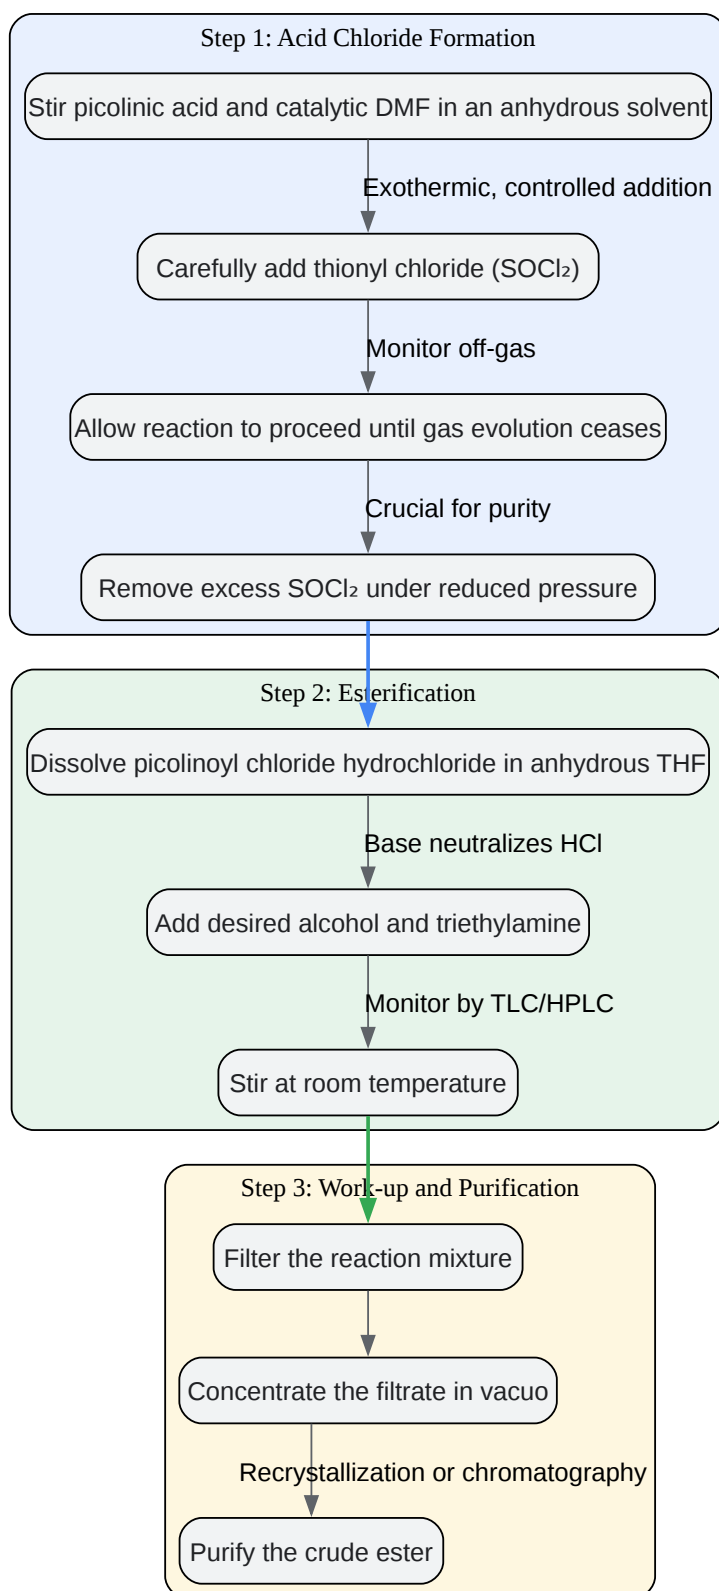 Step 1: Acid Chloride Formation
Stir picolinic acid and catalytic DMF in an anhydrous solvent
Exothermic, controlled addition
Carefully add thionyl chloride (SOCl₂)
Monitor off-gas
Allow reaction to proceed until gas evolution ceases
Crucial for purity
Remove excess SOCl₂ under reduced pressure
Step 2: Esterification
Dissolve picolinoyl chloride hydrochloride in anhydrous THF
Base neutralizes HCl
Add desired alcohol and triethylamine
Monitor by TLC/HPLC
Stir at room temperature
Step 3: Work-up and Purification
Filter the reaction mixture
Concentrate the filtrate in vacuo
Recrystallization or chromatography
Purify the crude ester